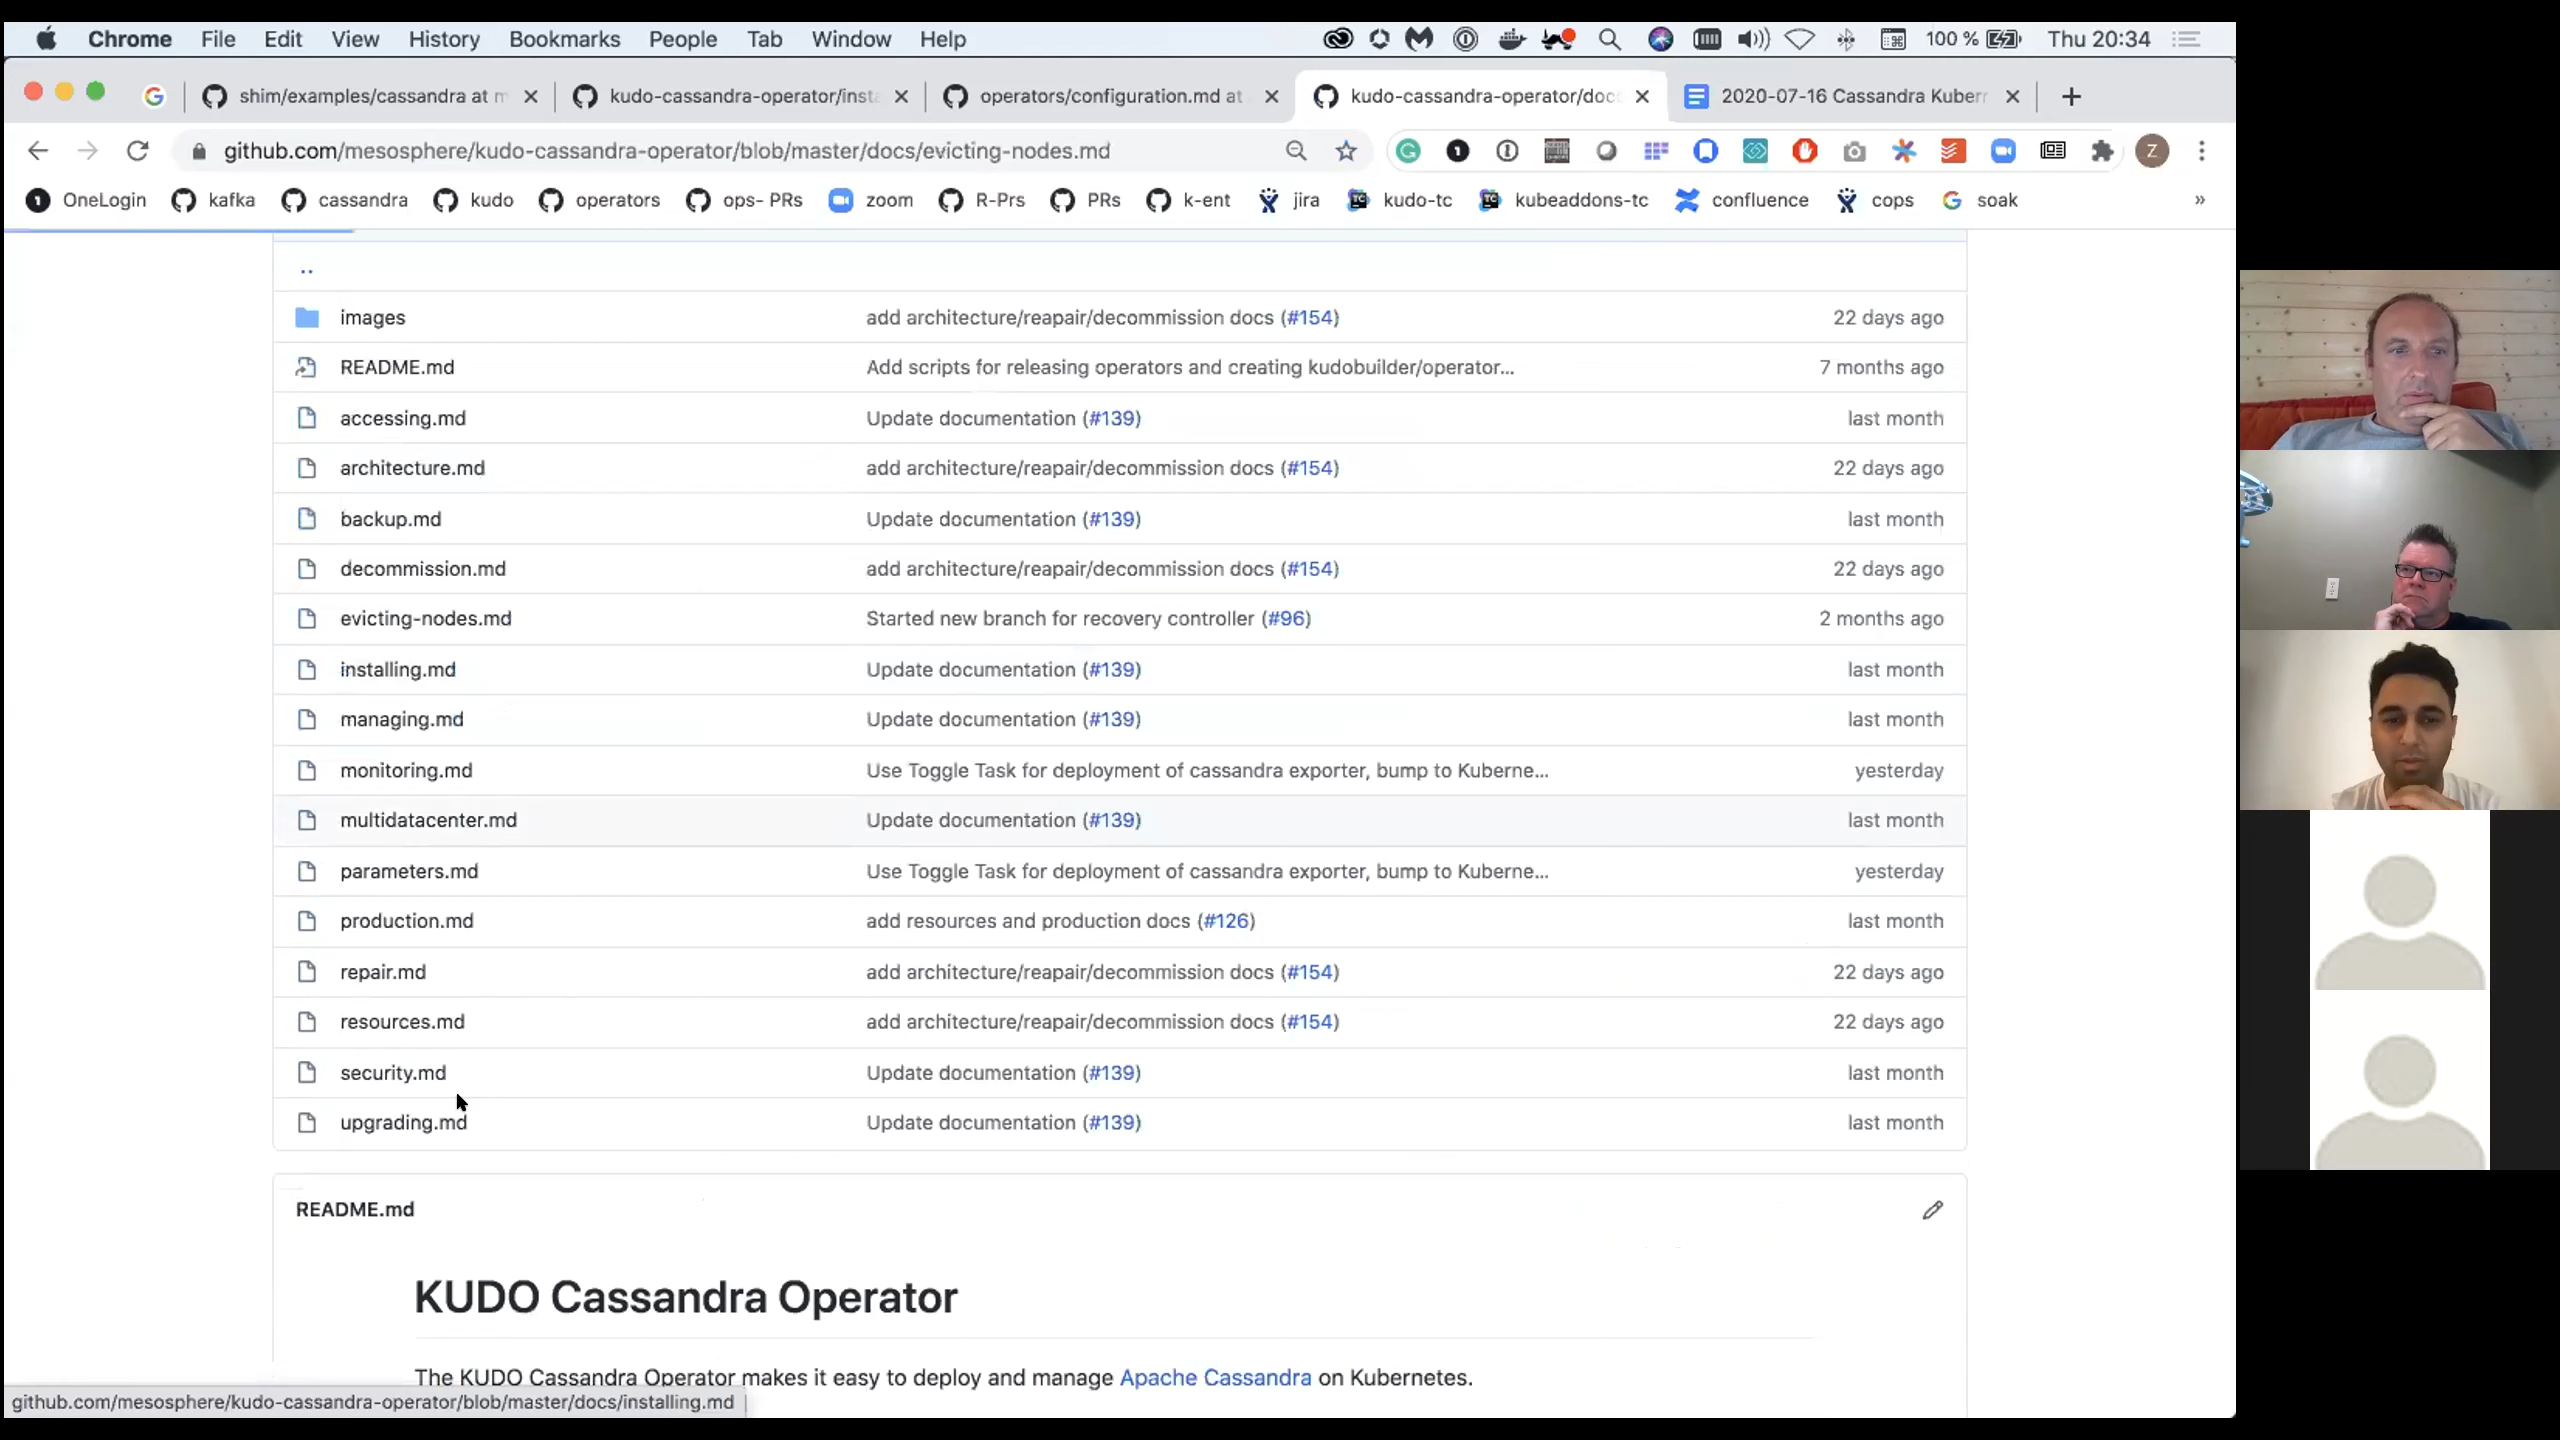 Chrome File Edit View History Bookmarks People Tab Window Help 100 % Thu 20:34
shim/examples/cassandra at m kudo-cassandra-operator/insta operators/configuration.md at kudo-cassandra-operator/doc 2020-07-16 Cassandra Kuber
github.com/mesosphere/kudo-cassandra-operator/blob/master/docs/evicting-nodes.md Z
OneLogin kafka cassandra kudo operators ops- PRs zoom R-Prs PRs k-ent jira kudo-tc kubeaddons-tc confluence cops soak »
..
images add architecture/reapair/decommission docs (#154) 22 days ago
README.md Add scripts for releasing operators and creating kudobuilder/operator... 7 months ago
accessing.md Update documentation (#139) last month
architecture.md add architecture/reapair/decommission docs (#154) 22 days ago
backup.md Update documentation (#139) last month
decommission.md add architecture/reapair/decommission docs (#154) 22 days ago
evicting-nodes.md Started new branch for recovery controller (#96) 2 months ago
installing.md Update documentation (#139) last month
managing.md Update documentation (#139) last month
monitoring.md Use Toggle Task for deployment of cassandra exporter, bump to Kuberne... yesterday
multidatacenter.md Update documentation (#139) last month
parameters.md Use Toggle Task for deployment of cassandra exporter, bump to Kuberne... yesterday
production.md add resources and production docs (#126) last month
repair.md add architecture/reapair/decommission docs (#154) 22 days ago
resources.md add architecture/reapair/decommission docs (#154) 22 days ago
security.md Update documentation (#139) last month
upgrading.md Update documentation (#139) last month
README.md
KUDO Cassandra Operator
The KUDO Cassandra Operator makes it easy to deploy and manage Apache Cassandra on Kubernetes.
github.com/mesosphere/kudo-cassandra-operator/blob/master/docs/installing.md